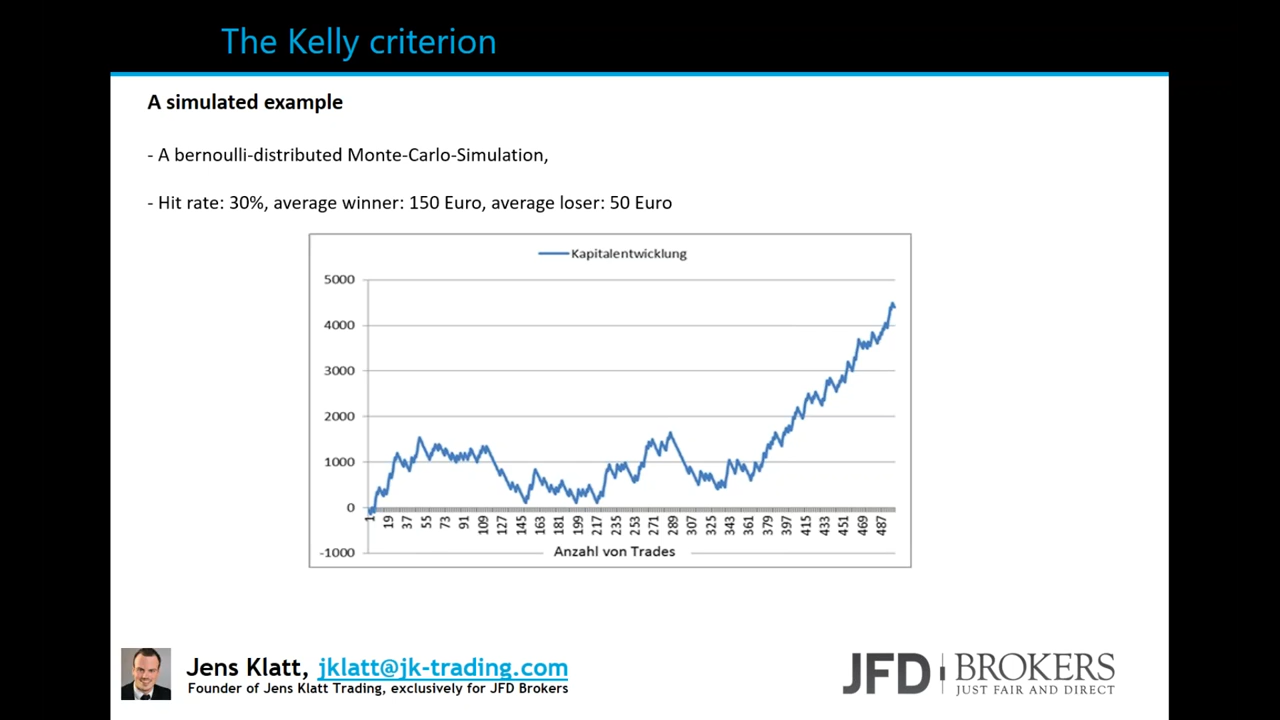 The Kelly criterion
A simulated example
- A bernoulli-distributed Monte-Carlo-Simulation,
- Hit rate: 30%, average winner: 150 Euro, average loser: 50 Euro
Kapitalentwicklung
5000
4000
3000
2000
1000
0
-1000
1 19 37 55 73 91 109 127 145 163 181 199 217 235 253 271 289 307 325 343 361 379 397 415 433 451 469 487
Anzahl von Trades
Jens Klatt, jklatt@jk-trading.com
Founder of Jens Klatt Trading, exclusively for JFD Brokers
JFD BROKERS
JUST FAIR AND DIRECT